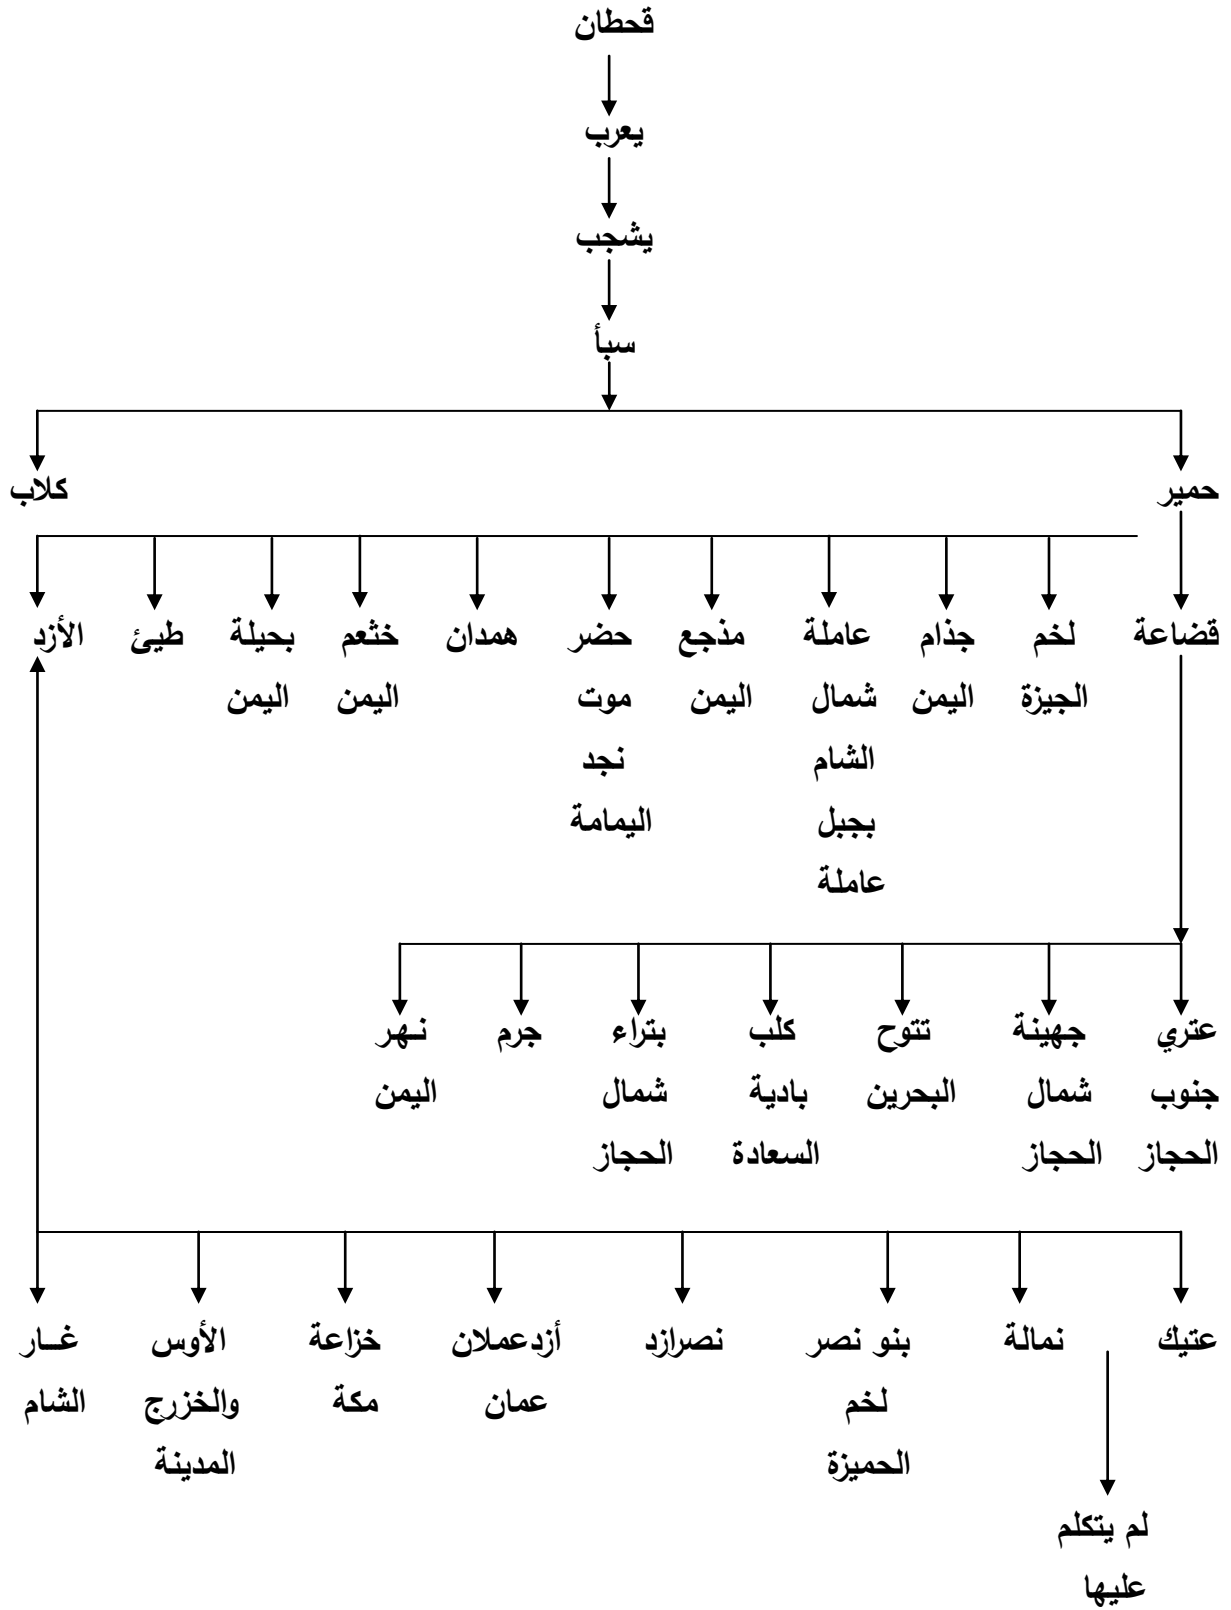 قحطان
يعرب
يشجب
سبأ
حمير
كلاب
قضاعة
لخم
الجيزة
جذام
اليمن
عاملة
شمال
الشام
بجبل
عاملة
مذجع
اليمن
حضر
موت
نجد
اليمامة
همدان
خثعم
اليمن
بحيلة
اليمن
طيئ
الأزد
عتري
جنوب
الحجاز
جهينة
شمال
الحجاز
تتوح
البحرين
كلب
بادية
السعادة
بتراء
شمال
الحجاز
جرم
نهر
اليمن
عتيك
نمالة
لم يتكلم
عليها
بنو نصر
لخم
الحميزة
نصرازد
أزدعملان
عمان
خزاعة
مكة
الأوس
والخزرج
المدينة
غار
الشام